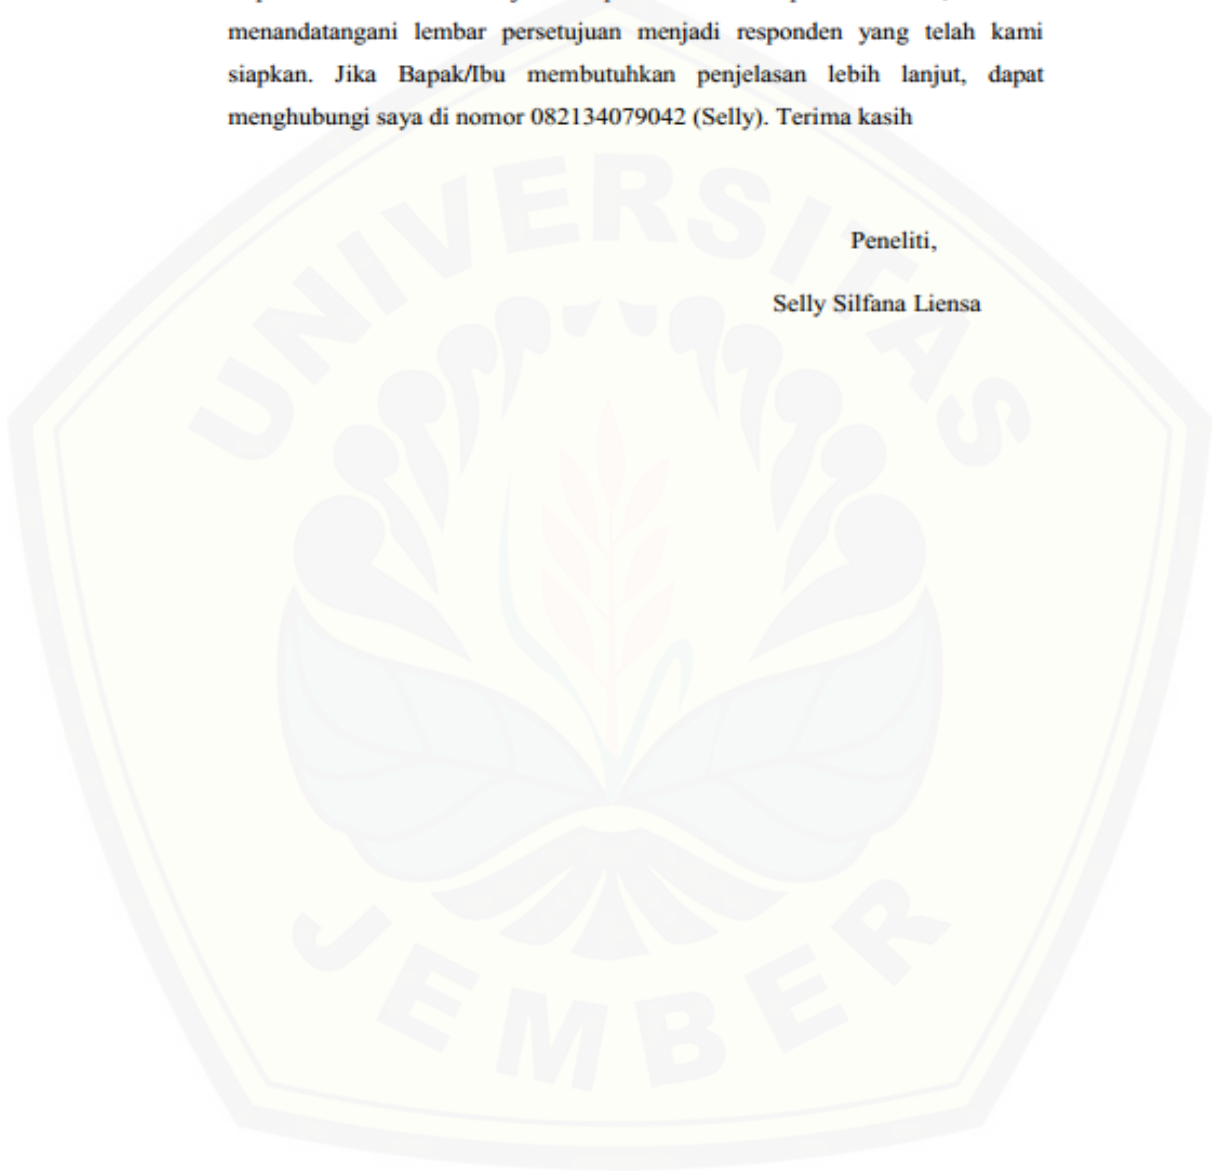 menandatangani lembar persetujuan menjadi responden yang telah kami
siapkan. Jika Bapak/Ibu membutuhkan penjelasan lebih lanjut, dapat
menghubungi saya di nomor 082134079042 (Selly). Terima kasih
UNIVERSITAS
Peneliti,
Selly Silfana Liensa
JEMBER